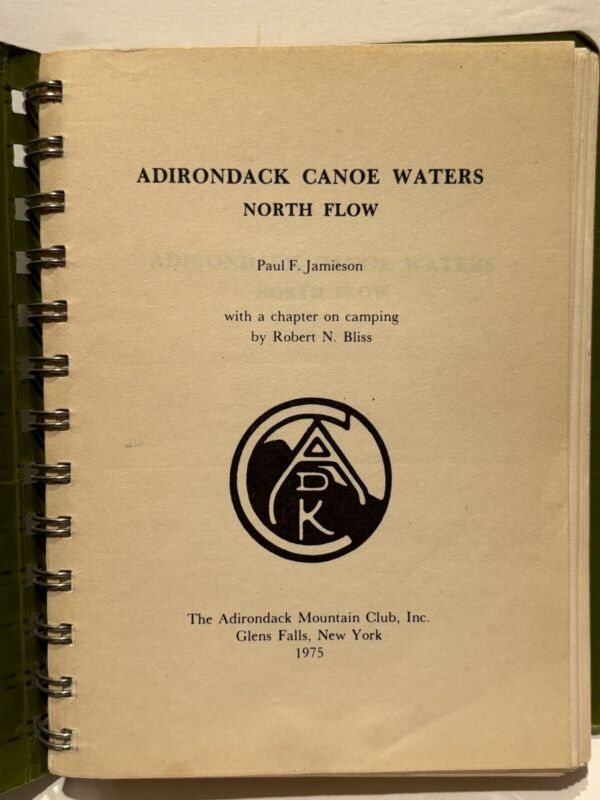 ADIRONDACK CANOE WATERS
NORTH FLOW
Paul F. Jamieson
with a chapter on camping
by Robert N. Bliss
ADK
The Adirondack Mountain Club, Inc.
Glens Falls, New York
1975